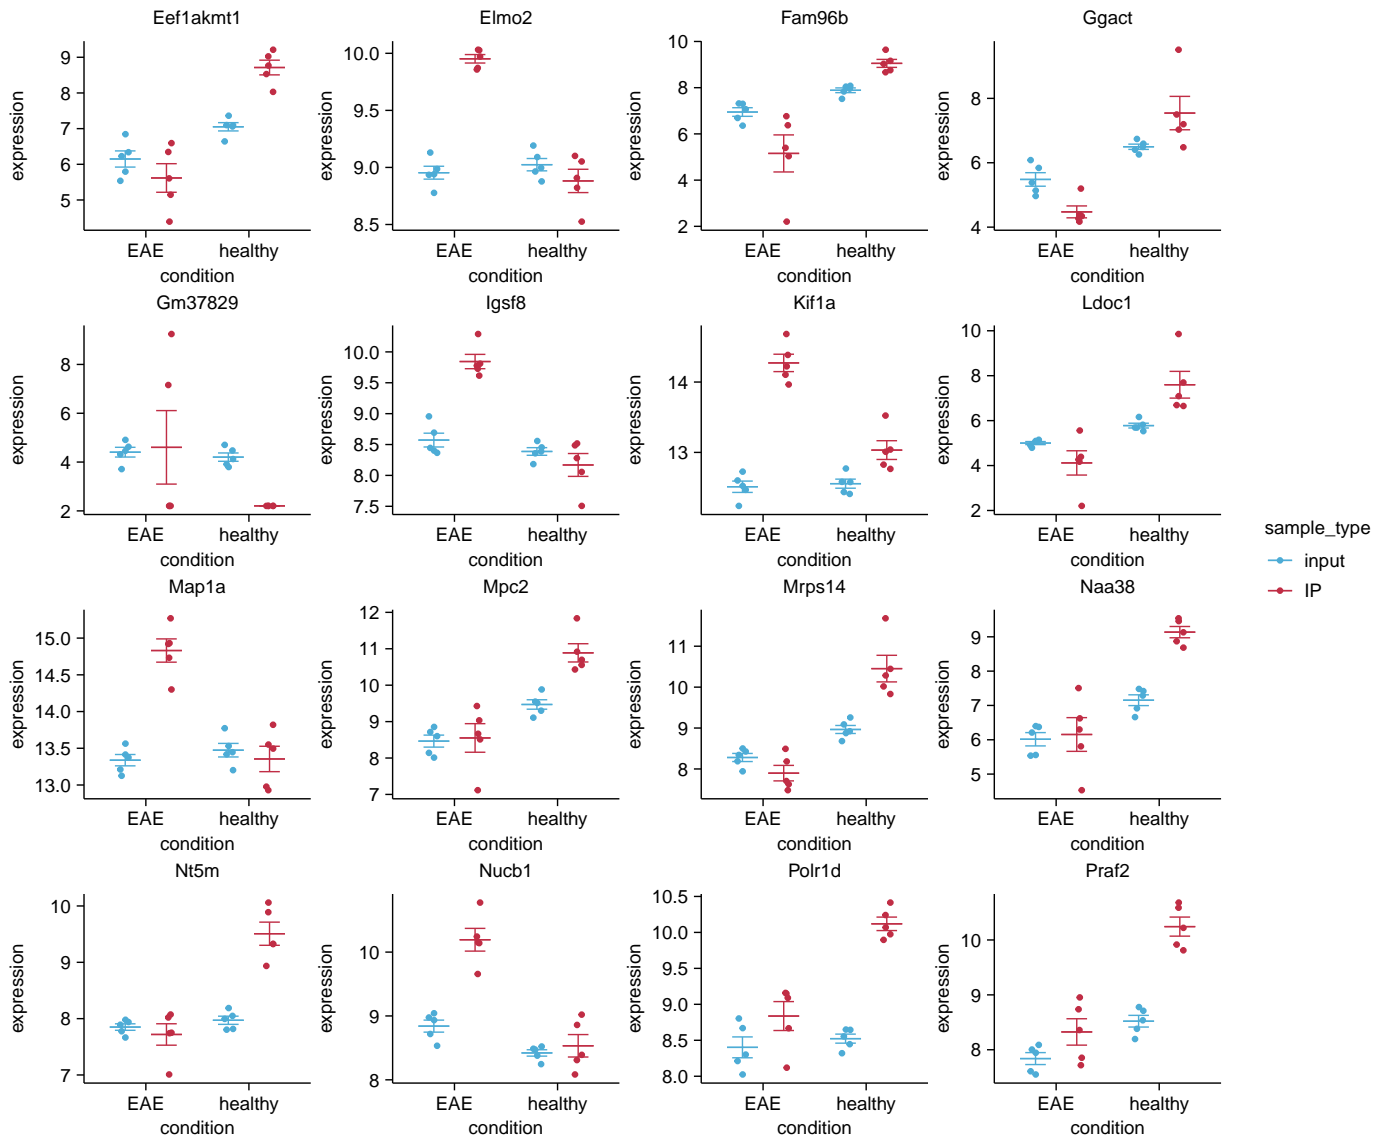 Eef1akmt1 Elmo2 Fam96b Ggact
expression 9 8 7 6 5 expression 10.0 9.5 9.0 8.5 expression 10 8 6 4 2 expression 8 6 4
EAE healthy EAE healthy EAE healthy EAE healthy
condition condition condition condition
Gm37829 Igsf8 Kif1a Ldoc1
expression 8 6 4 2 expression 10.0 9.5 9.0 8.5 8.0 7.5 expression 14 13 expression 10 8 6 4 2
EAE healthy EAE healthy EAE healthy EAE healthy
condition condition condition condition
sample_type
input
IP
Map1a Mpc2 Mrps14 Naa38
expression 15.0 14.5 14.0 13.5 13.0 expression 12 11 10 9 8 7 expression 11 10 9 8 expression 9 8 7 6 5
EAE healthy EAE healthy EAE healthy EAE healthy
condition condition condition condition
Nt5m Nucb1 Polr1d Praf2
expression 10 9 8 7 expression 10 9 8 expression 10.5 10.0 9.5 9.0 8.5 8.0 expression 10 8 8
EAE healthy EAE healthy EAE healthy EAE healthy
condition condition condition condition